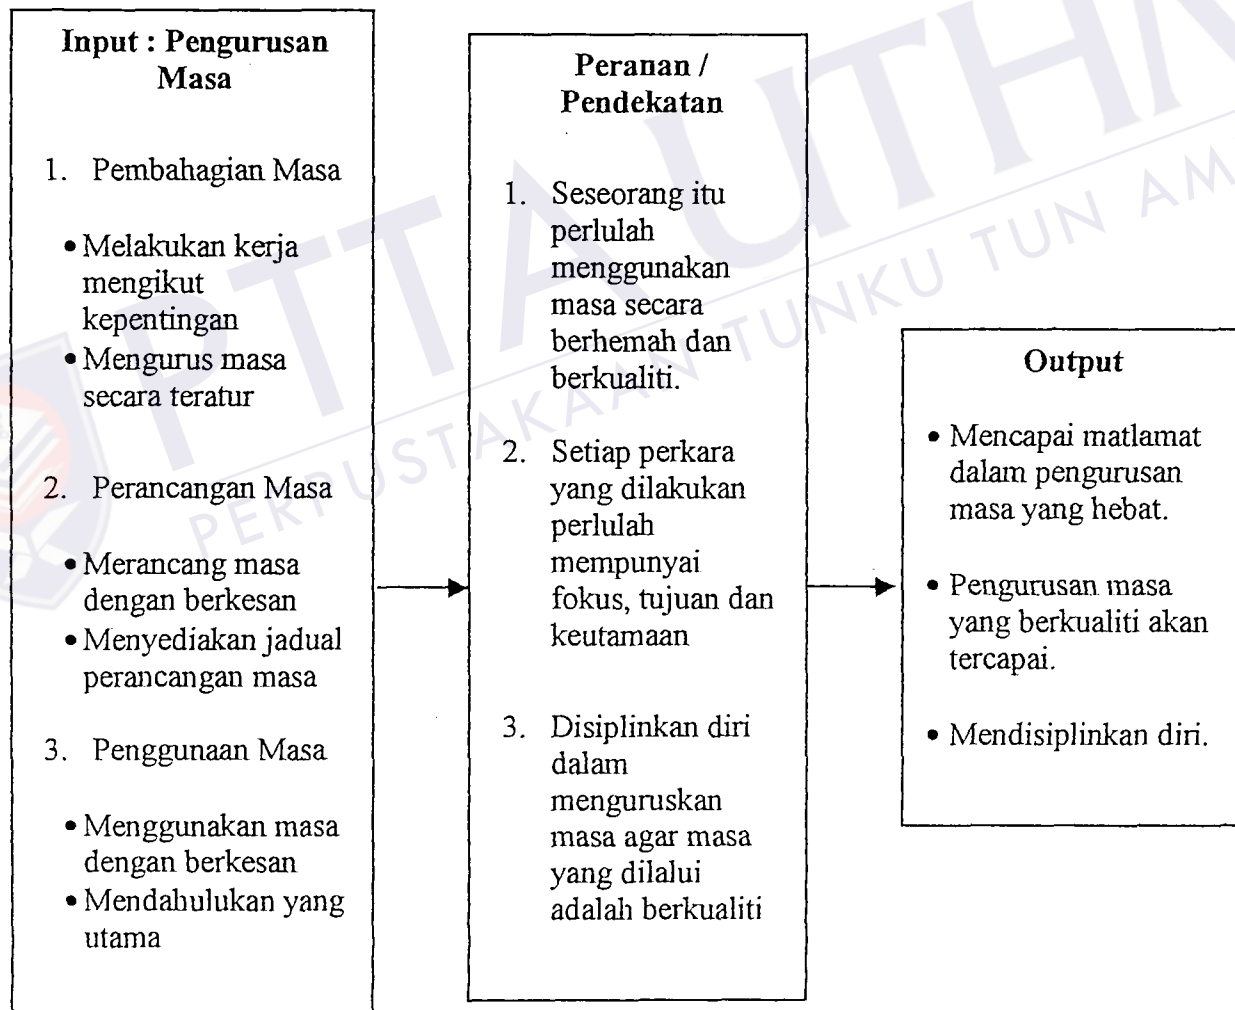 Input : Pengurusan
Masa
1. Pembahagian Masa
• Melakukan kerja
mengikut
kepentingan
• Mengurus masa
secara teratur
2. Perancangan Masa
• Merancang masa
dengan berkesan
• Menyediakan jadual
perancangan masa
3. Penggunaan Masa
• Menggunakan masa
dengan berkesan
• Mendahulukan yang
utama
Peranan /
Pendekatan
1. Seseorang itu
perlulah
menggunakan
masa secara
berhemah dan
berkualiti.
2. Setiap perkara
yang dilakukan
perlulah
mempunyai
fokus, tujuan dan
keutamaan
3. Disiplinkan diri
dalam
menguruskan
masa agar masa
yang dilalui
adalah berkualiti
Output
• Mencapai matlamat
dalam pengurusan
masa yang hebat.
• Pengurusan masa
yang berkualiti akan
tercapai.
• Mendisiplinkan diri.
PTTA UTHM
PERPUSTAKAAN TUNKU TUN AM